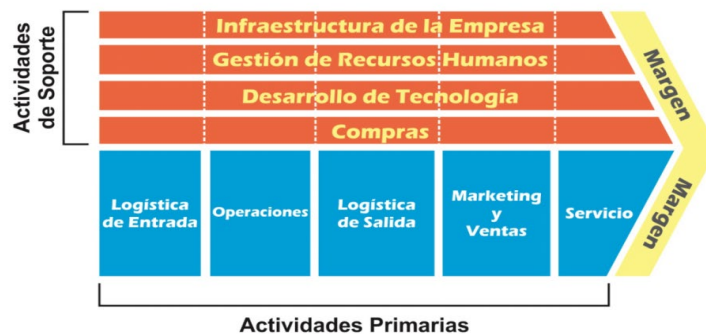 Actividades
de Soporte
Infraestructura de la Empresa
Gestión de Recursos Humanos
Desarrollo de Tecnología
Compras
Margen
Logística
de Entrada
Operaciones
Logística
de Salida
Marketing
y
Ventas
Servicio
Margen
Actividades Primarias